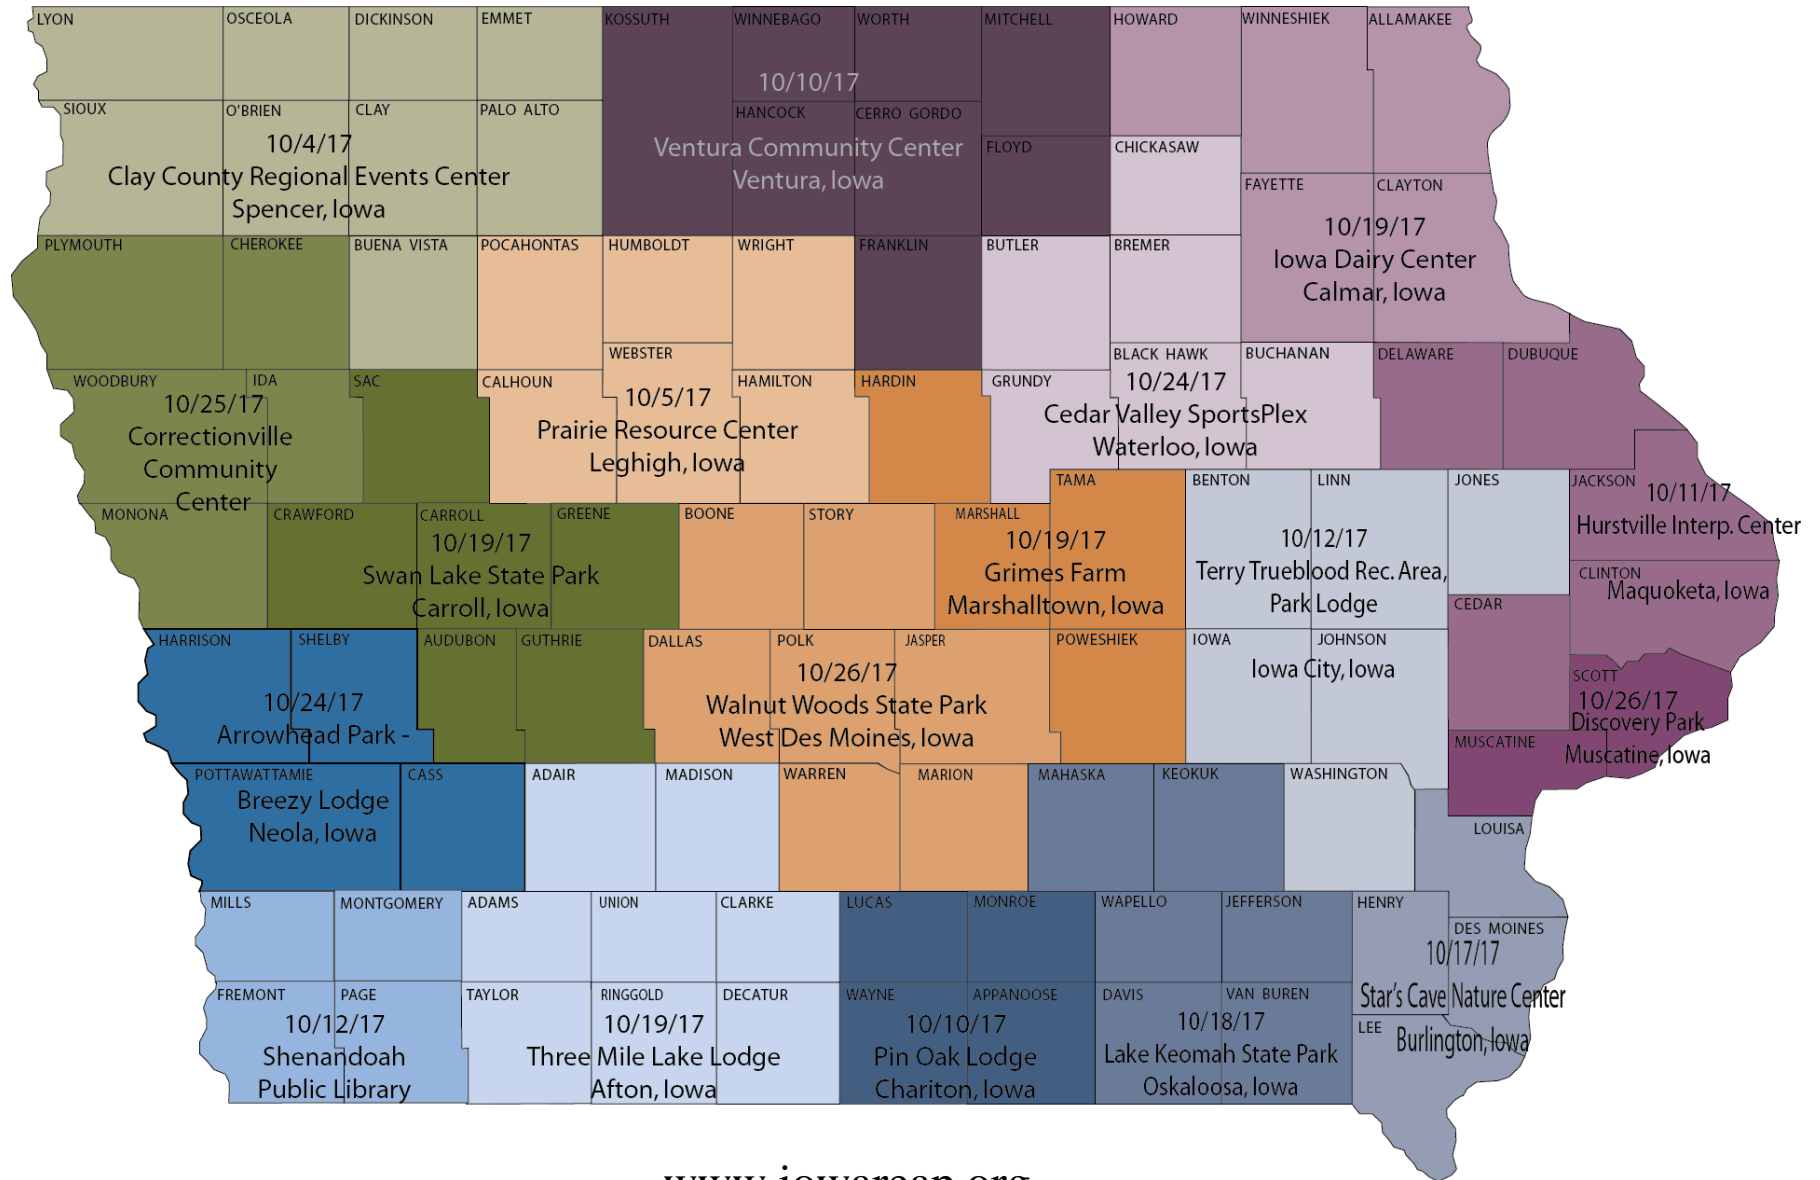 LYON OSCEOLA DICKINSON EMMET KOSSUTH WINNEBAGO WORTH MITCHELL HOWARD WINNESHIEK ALLAMAKEE
10/10/17
SIOUX O'BRIEN CLAY PALO ALTO HANCOCK CERRO GORDO
10/4/17
Clay County Regional Events Center
Spencer, Iowa
Ventura Community Center
Ventura, Iowa
FLOYD CHICKASAW
FAYETTE CLAYTON
10/19/17
Iowa Dairy Center
Calmar, Iowa
PLYMOUTH CHEROKEE BUENA VISTA POCAHONTAS HUMBOLDT WRIGHT FRANKLIN BUTLER BREMER
WEBSTER BLACK HAWK BUCHANAN DELAWARE DUBUQUE
WOODBURY IDA SAC CALHOUN HAMILTON HARDIN GRUNDY
10/25/17
Correctionville
Community
Center
10/5/17
Prairie Resource Center
Leghigh, Iowa
10/24/17
Cedar Valley SportsPlex
Waterloo, Iowa
TAMA BENTON LINN JONES JACKSON
10/11/17
Hurstville Interp. Center
CLINTON
Maquoketa, Iowa
MONONA CRAWFORD CARROLL GREENE BOONE STORY MARSHALL
10/19/17
Swan Lake State Park
Carroll, Iowa
10/19/17
Grimes Farm
Marshalltown, Iowa
10/12/17
Terry Trueblood Rec. Area,
Park Lodge
CEDAR
HARRISON SHELBY AUDUBON GUTHRIE DALLAS POLK JASPER POWESHIEK IOWA JOHNSON
Iowa City, Iowa
10/24/17
Arrowhead Park -
10/26/17
Walnut Woods State Park
West Des Moines, Iowa
SCOTT
10/26/17
Discovery Park
MUSCATINE
Muscatine, Iowa
POTTAWATTAMIE CASS ADAIR MADISON WARREN MARION MAHASKA KEOKUK WASHINGTON
Breezy Lodge
Neola, Iowa
LOUISA
MILLS MONTGOMERY ADAMS UNION CLARKE LUCAS MONROE WAPELLO JEFFERSON HENRY
DES MOINES
10/17/17
Star's Cave Nature Center
LEE
Burlington, Iowa
FREMONT PAGE TAYLOR RINGGOLD DECATUR WAYNE APPANOOSE DAVIS VAN BUREN
10/12/17
Shenandoah
Public Library
10/19/17
Three Mile Lake Lodge
Afton, Iowa
10/10/17
Pin Oak Lodge
Chariton, Iowa
10/18/17
Lake Keomah State Park
Oskaloosa, Iowa
www.iowareap.org